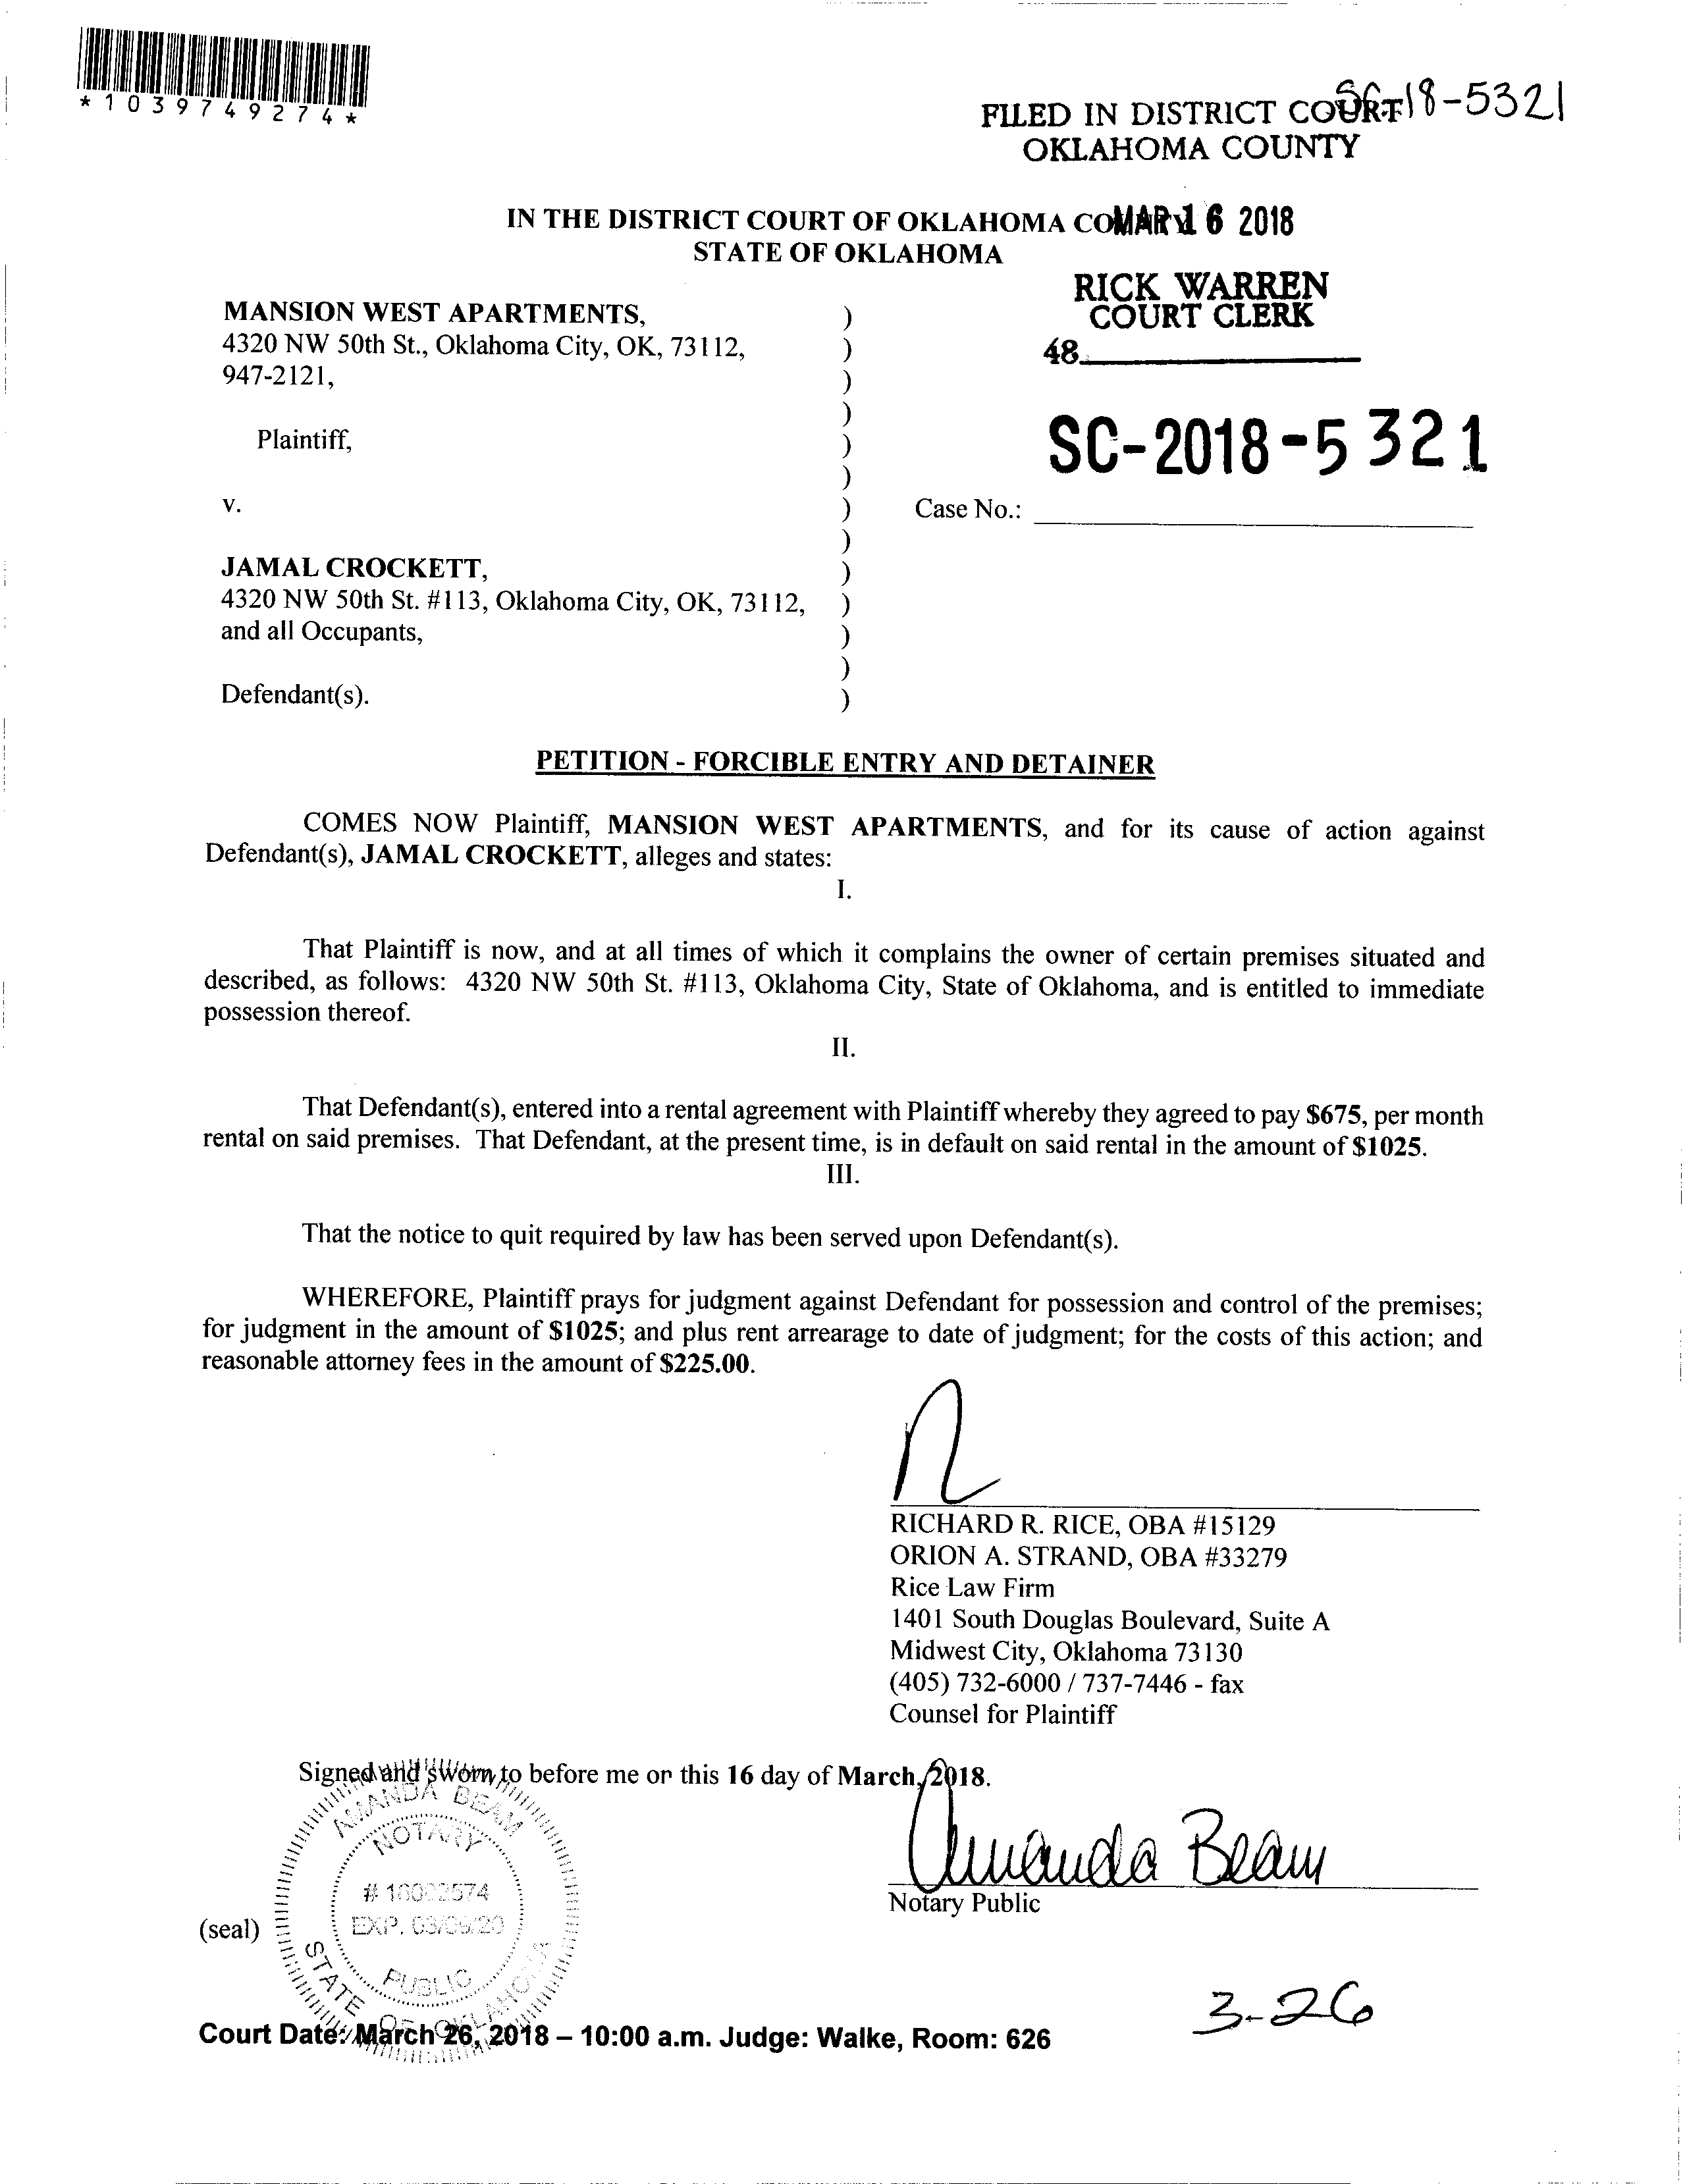 *1039749274*
SC-18-5321
FILED IN DISTRICT COURT
OKLAHOMA COUNTY
MAR 16 2018
RICK WARREN
COURT CLERK
48
IN THE DISTRICT COURT OF OKLAHOMA COUNTY
STATE OF OKLAHOMA
MANSION WEST APARTMENTS, )
4320 NW 50th St., Oklahoma City, OK, 73112, )
947-2121, )
)
Plaintiff, )
)
v. )
)
JAMAL CROCKETT, )
4320 NW 50th St. #113, Oklahoma City, OK, 73112, )
and all Occupants, )
)
Defendant(s). )
SC-2018-5321
Case No.:
PETITION - FORCIBLE ENTRY AND DETAINER
COMES NOW Plaintiff, MANSION WEST APARTMENTS, and for its cause of action against
Defendant(s), JAMAL CROCKETT, alleges and states:
I.
That Plaintiff is now, and at all times of which it complains the owner of certain premises situated and
described, as follows: 4320 NW 50th St. #113, Oklahoma City, State of Oklahoma, and is entitled to immediate
possession thereof.
II.
That Defendant(s), entered into a rental agreement with Plaintiff whereby they agreed to pay $675, per month
rental on said premises. That Defendant, at the present time, is in default on said rental in the amount of $1025.
III.
That the notice to quit required by law has been served upon Defendant(s).
WHEREFORE, Plaintiff prays for judgment against Defendant for possession and control of the premises;
for judgment in the amount of $1025; and plus rent arrearage to date of judgment; for the costs of this action; and
reasonable attorney fees in the amount of $225.00.
RICHARD R. RICE, OBA #15129
ORION A. STRAND, OBA #33279
Rice Law Firm
1401 South Douglas Boulevard, Suite A
Midwest City, Oklahoma 73130
(405) 732-6000 / 737-7446 - fax
Counsel for Plaintiff
Signed and sworn to before me on this 16 day of March, 2018.
Amanda Beam
Notary Public
(seal)
AMANDA BEAM
NOTARY
PUBLIC
STATE OF OKLAHOMA
3-26
Court Date: March 26, 2018 – 10:00 a.m. Judge: Walke, Room: 626